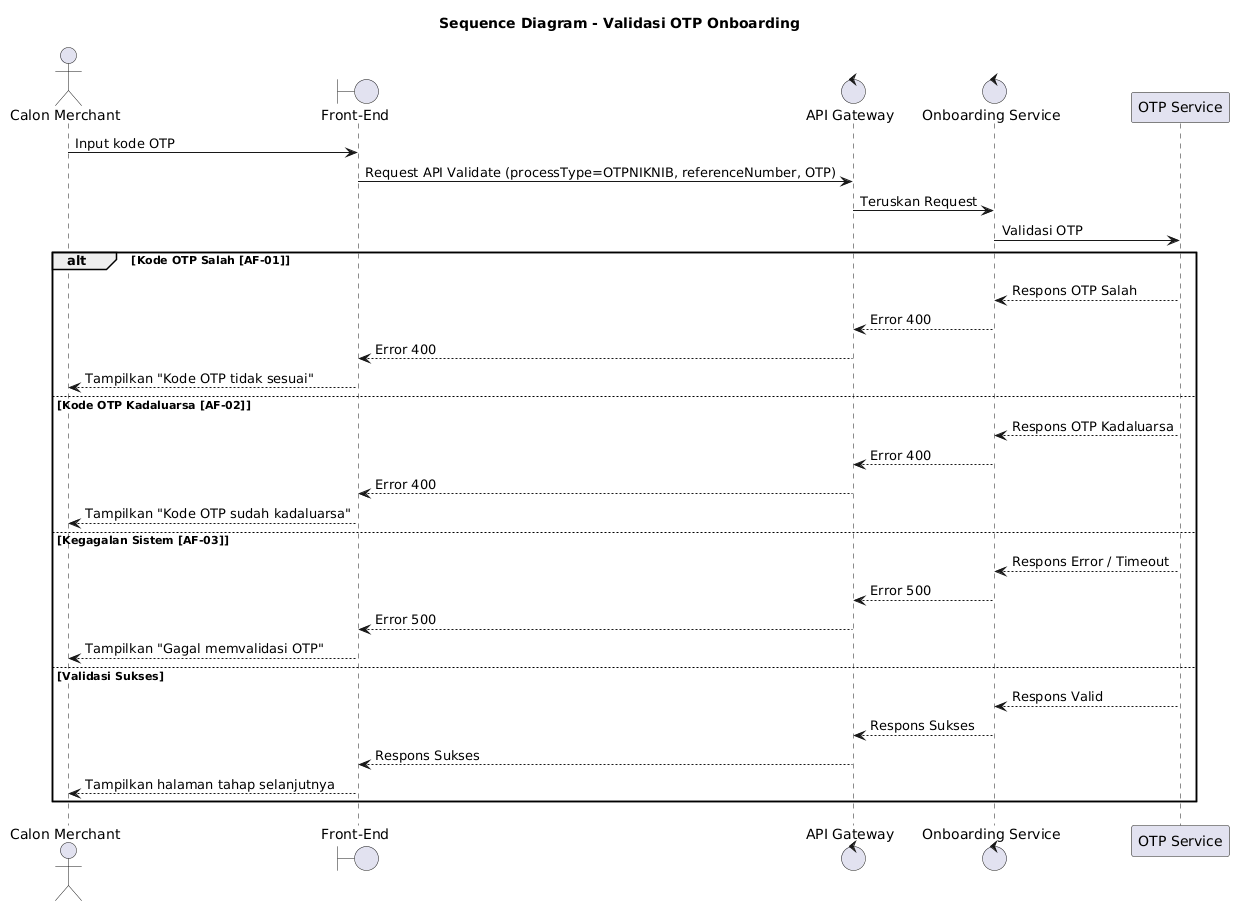 Sequence Diagram - Validasi OTP Onboarding
Calon Merchant
Front-End
API Gateway
Onboarding Service
OTP Service
Input kode OTP
Request API Validate (processType=OTPNIKNIB, referenceNumber, OTP)
Teruskan Request
Validasi OTP
alt
[Kode OTP Salah [AF-01]]
Respons OTP Salah
Error 400
Error 400
Tampilkan "Kode OTP tidak sesuai"
[Kode OTP Kadaluarsa [AF-02]]
Respons OTP Kadaluarsa
Error 400
Error 400
Tampilkan "Kode OTP sudah kadaluarsa"
[Kegagalan Sistem [AF-03]]
Respons Error / Timeout
Error 500
Error 500
Tampilkan "Gagal memvalidasi OTP"
[Validasi Sukses]
Respons Valid
Respons Sukses
Respons Sukses
Tampilkan halaman tahap selanjutnya
Calon Merchant
Front-End
API Gateway
Onboarding Service
OTP Service